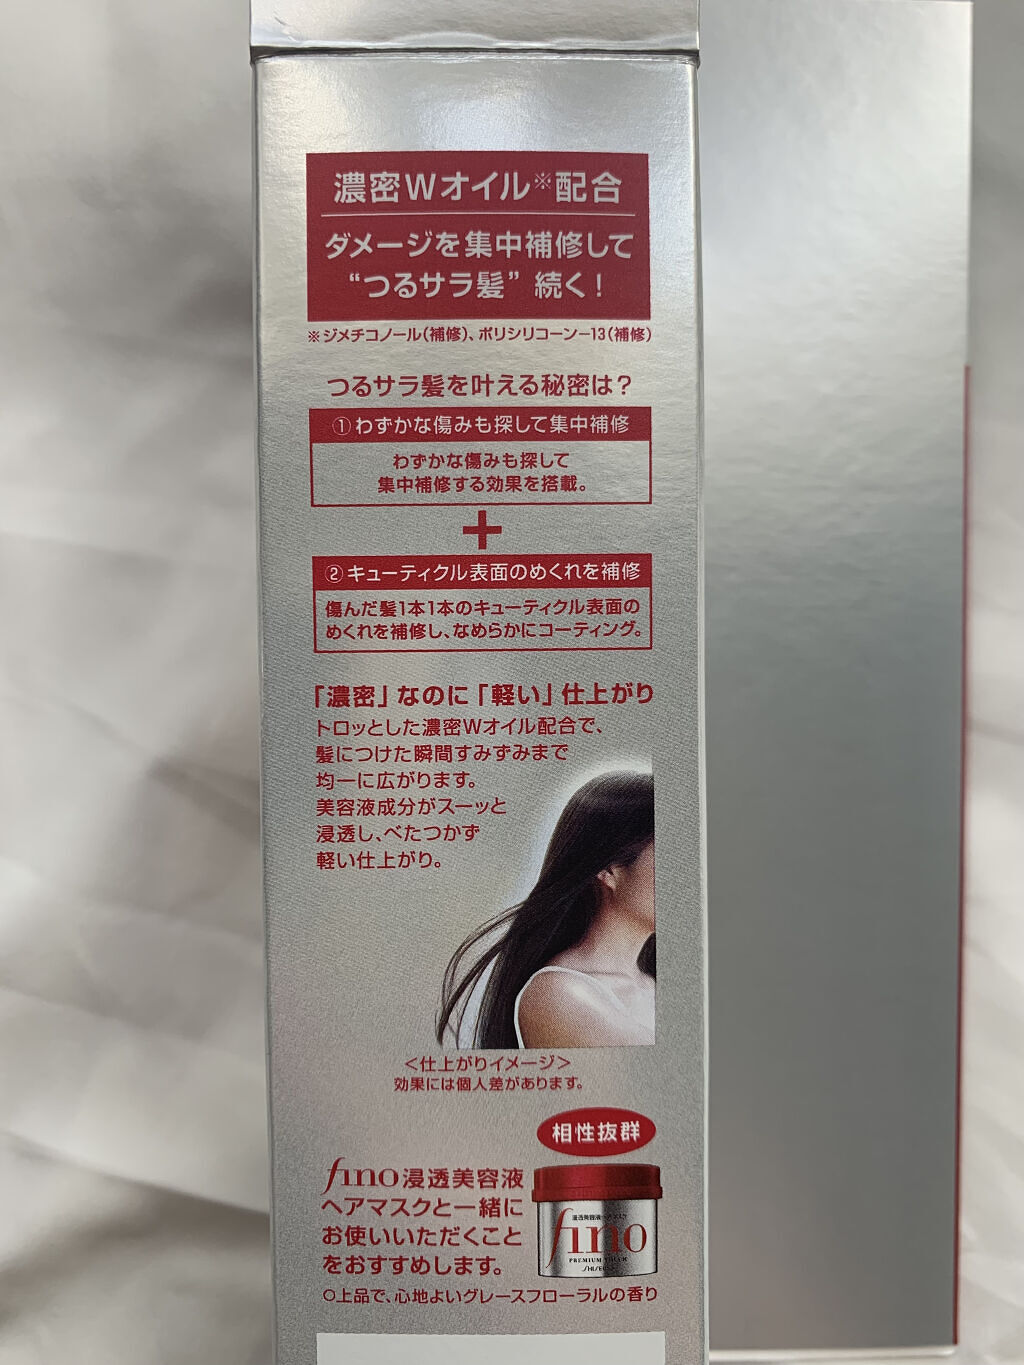 濃密Wオイル※配合
ダメージを集中補修して
“つるサラ髪”続く！
※ジメチコノール(補修)、ポリシリコーン−13(補修)
つるサラ髪を叶える秘密は？
①わずかな傷みも探して集中補修
わずかな傷みも探して
集中補修する効果を搭載。
+
②キューティクル表面のめくれを補修
傷んだ髪1本1本のキューティクル表面の
めくれを補修し、なめらかにコーティング。
「濃密」なのに「軽い」仕上がり
トロッとした濃密Wオイル配合で、
髪につけた瞬間すみずみまで
均一に広がります。
美容液成分がスーッと
浸透し、べたつかず
軽い仕上がり。
＜仕上がりイメージ＞
効果には個人差があります。
相性抜群
fino浸透美容液
ヘアマスクと一緒に
お使いいただくこと
をおすすめします。
浸透美容液ヘアマスク
fino
PREMIUM TOUCH
SHISEIDO
○上品で、心地よいグレースフローラルの香り